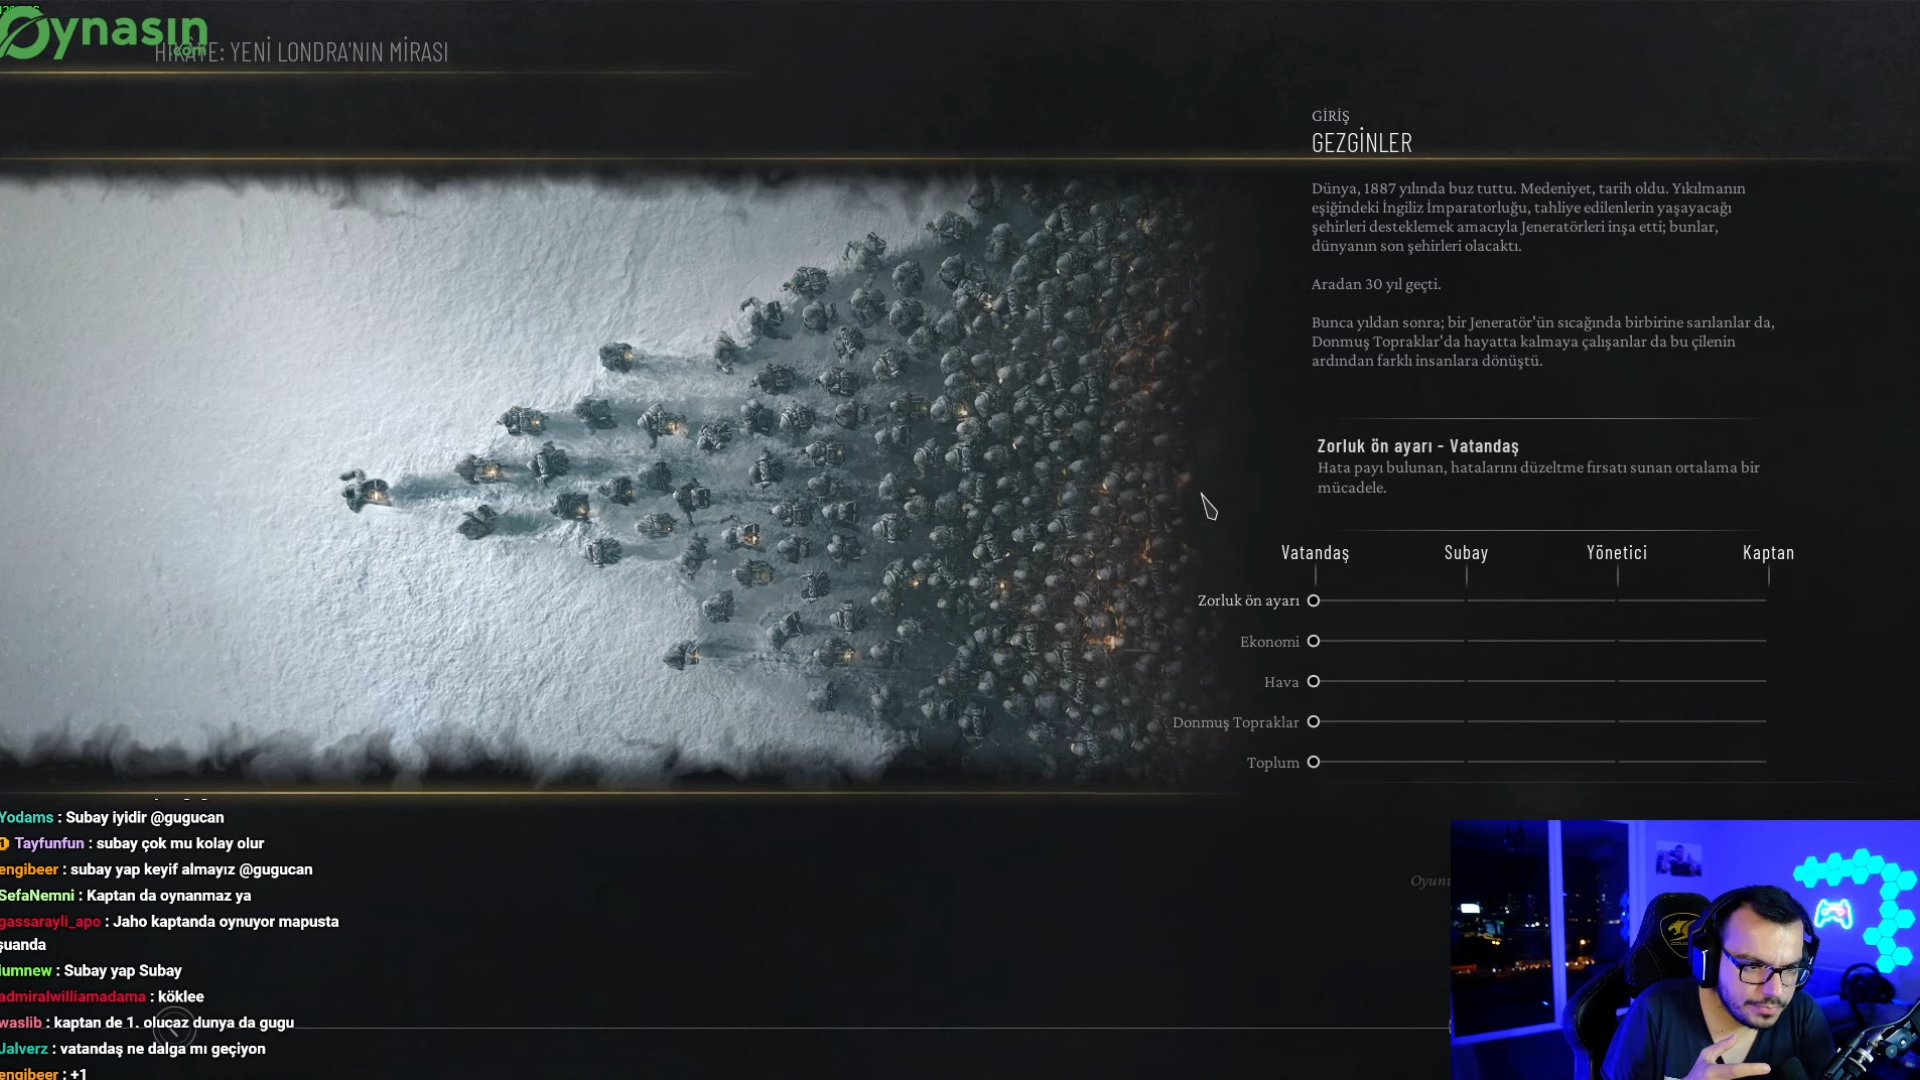 Oynasın
.com
HİKÂYE: YENİ LONDRA'NIN MİRASI
GİRİŞ
GEZGİNLER
Dünya, 1887 yılında buz tuttu. Medeniyet, tarih oldu. Yıkılmanın
eşiğindeki İngiliz İmparatorluğu, tahliye edilenlerin yaşayacağı
şehirleri desteklemek amacıyla Jeneratörleri inşa etti; bunlar,
dünyanın son şehirleri olacaktı.
Aradan 30 yıl geçti.
Bunca yıldan sonra; bir Jeneratör'ün sıcağında birbirine sarılanlar da,
Donmuş Topraklar'da hayatta kalmaya çalışanlar da bu çilenin
ardından farklı insanlara dönüştü.
Zorluk ön ayarı - Vatandaş
Hata payı bulunan, hatalarını düzeltme fırsatı sunan ortalama bir
mücadele.
Vatandaş Subay Yönetici Kaptan
Zorluk ön ayarı
Ekonomi
Hava
Donmuş Topraklar
Toplum
Yodams : Subay iyidir @gugucan
1 Tayfunfun : subay çok mu kolay olur
engibeer : subay yap keyif almayız @gugucan
SefaNemni : Kaptan da oynanmaz ya
gassarayli_apo : Jaho kaptanda oynuyor mapusta
şuanda
iumnew : Subay yap Subay
admiralwilliamadama : köklee
waslib : kaptan de 1. olucaz dunya da gugu
Jalverz : vatandaş ne dalga mı geçiyon
engibeer : +1